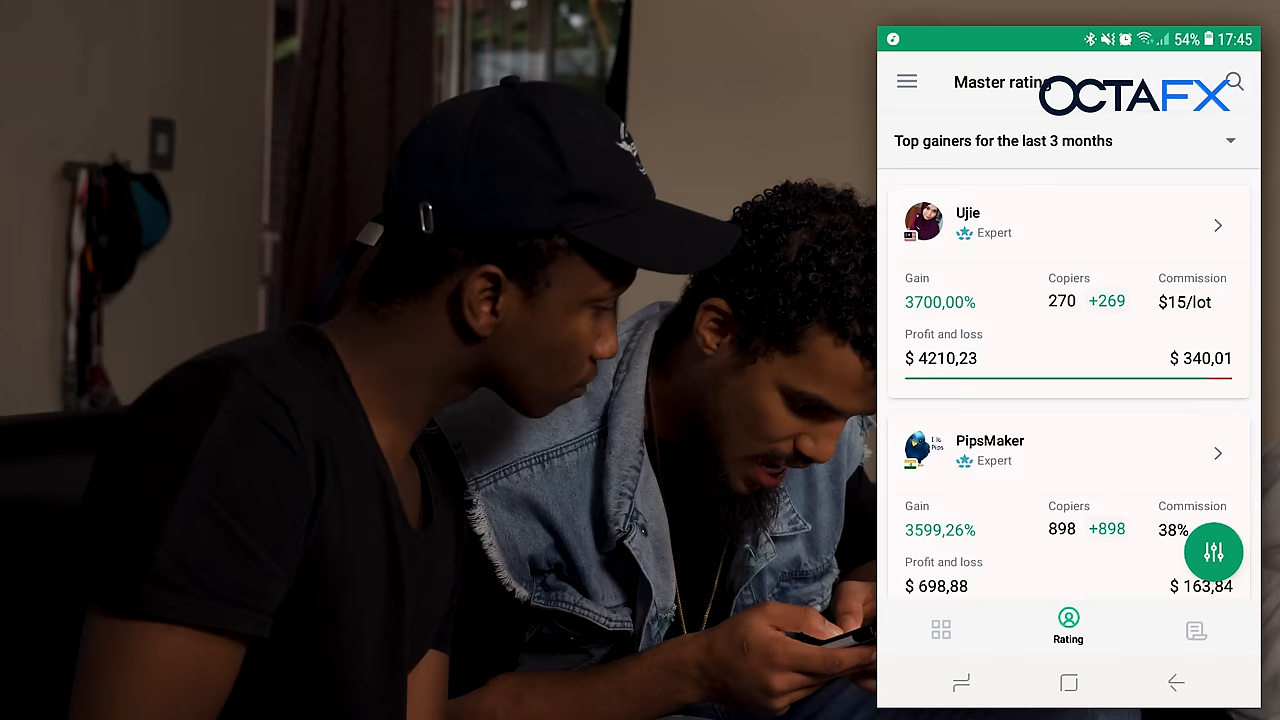 54% 17:45
Master rating
OCTAFX
Top gainers for the last 3 months
Ujie
Expert
Gain Copiers Commission
3700,00% 270 +269 $15/lot
Profit and loss
$ 4210,23 $ 340,01
PipsMaker
Expert
Gain Copiers Commission
3599,26% 898 +898 38%
Profit and loss
$ 698,88 $ 163,84
Rating